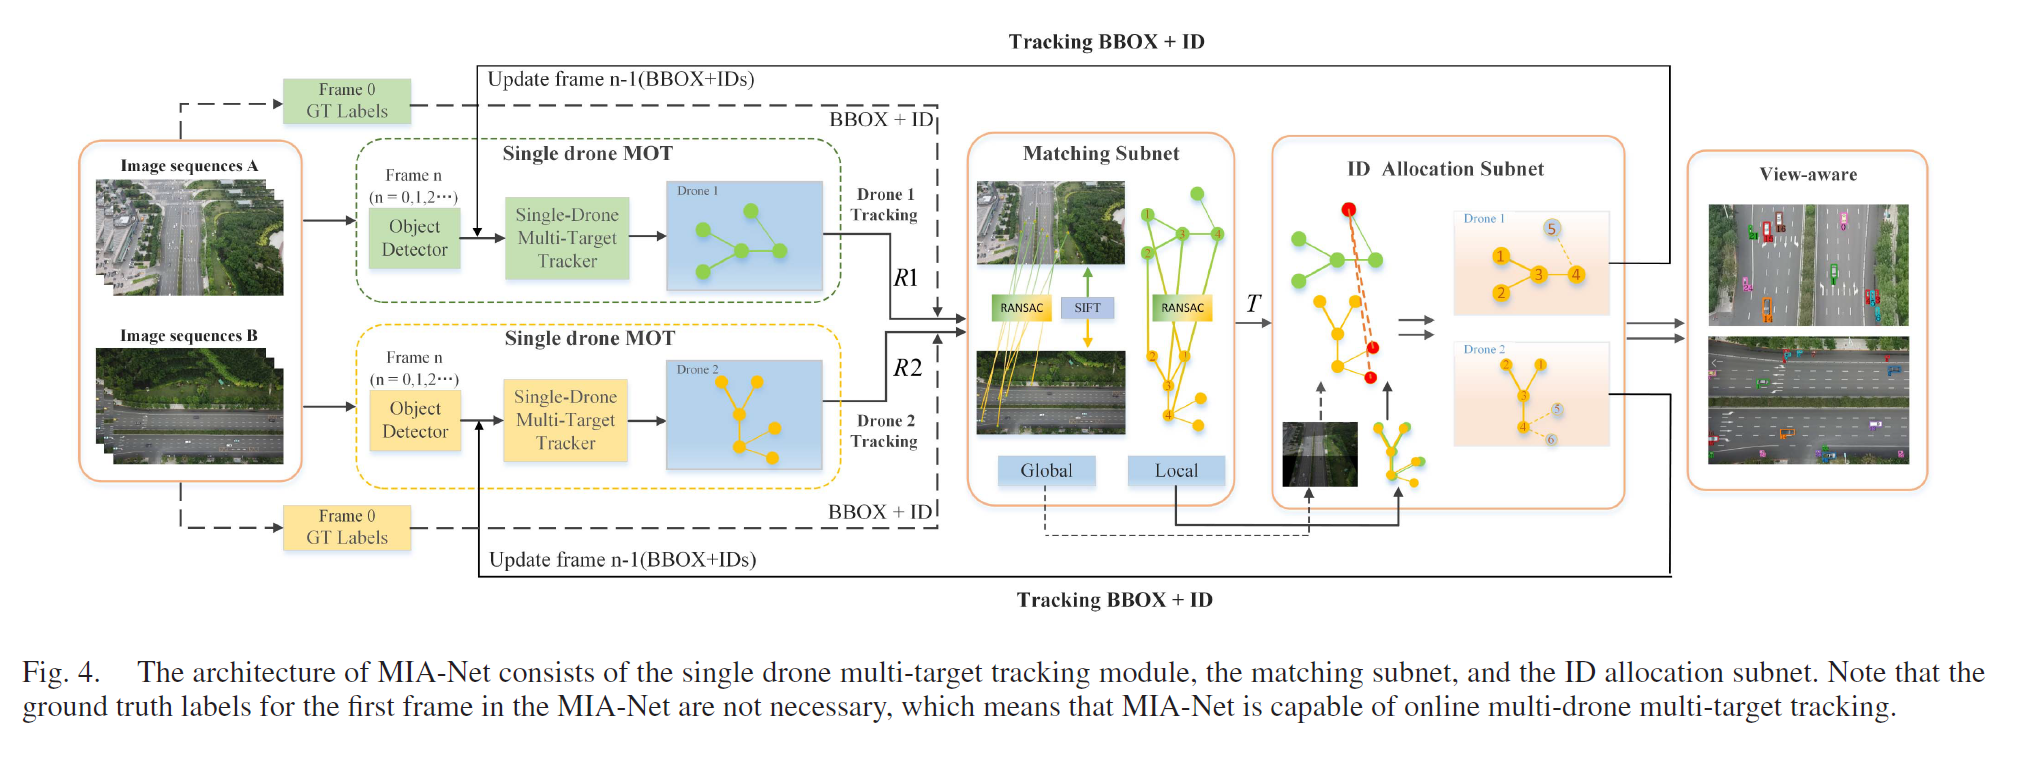 Tracking BBOX + ID
Update frame n-1(BBOX+IDs)
Frame 0
GT Labels
BBOX + ID
Image sequences A
Single drone MOT
Frame n
(n = 0,1,2···)
Object
Detector
Single-Drone
Multi-Target
Tracker
Drone 1
Drone 1
Tracking
R1
Image sequences B
Single drone MOT
Frame n
(n = 0,1,2···)
Object
Detector
Single-Drone
Multi-Target
Tracker
Drone 2
R2
Drone 2
Tracking
Frame 0
GT Labels
BBOX + ID
Update frame n-1(BBOX+IDs)
Tracking BBOX + ID
Matching Subnet
1
3
4
2
RANSAC
SIFT
RANSAC
2
1
3
4
Global
Local
T
ID Allocation Subnet
Drone 1
5
1
3
4
2
Drone 2
2
1
3
5
4
6
View-aware
Fig. 4. The architecture of MIA-Net consists of the single drone multi-target tracking module, the matching subnet, and the ID allocation subnet. Note that the
ground truth labels for the first frame in the MIA-Net are not necessary, which means that MIA-Net is capable of online multi-drone multi-target tracking.